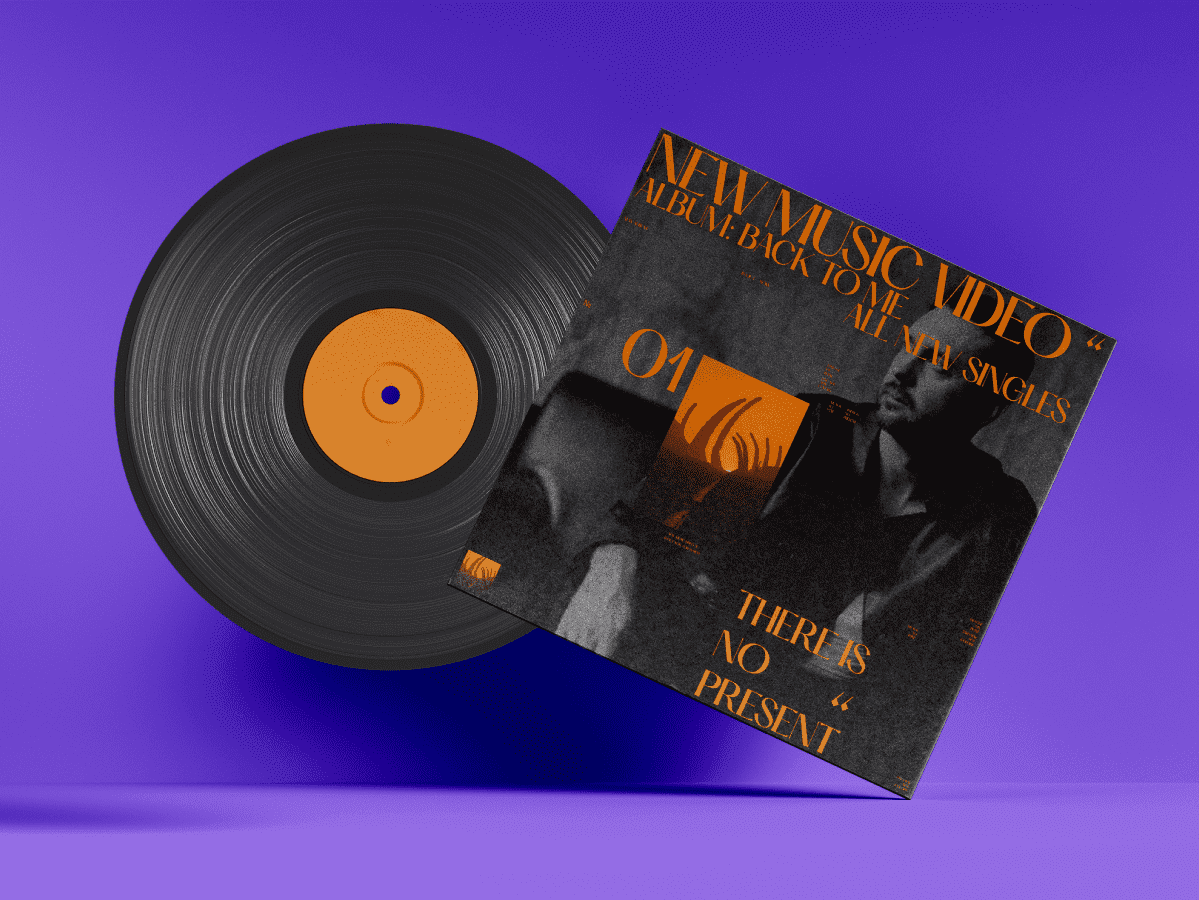 NEW MUSIC VIDEO “
ALBUM: BACK TO ME
ALL NEW SINGLES
01
THERE IS
NO
PRESENT “